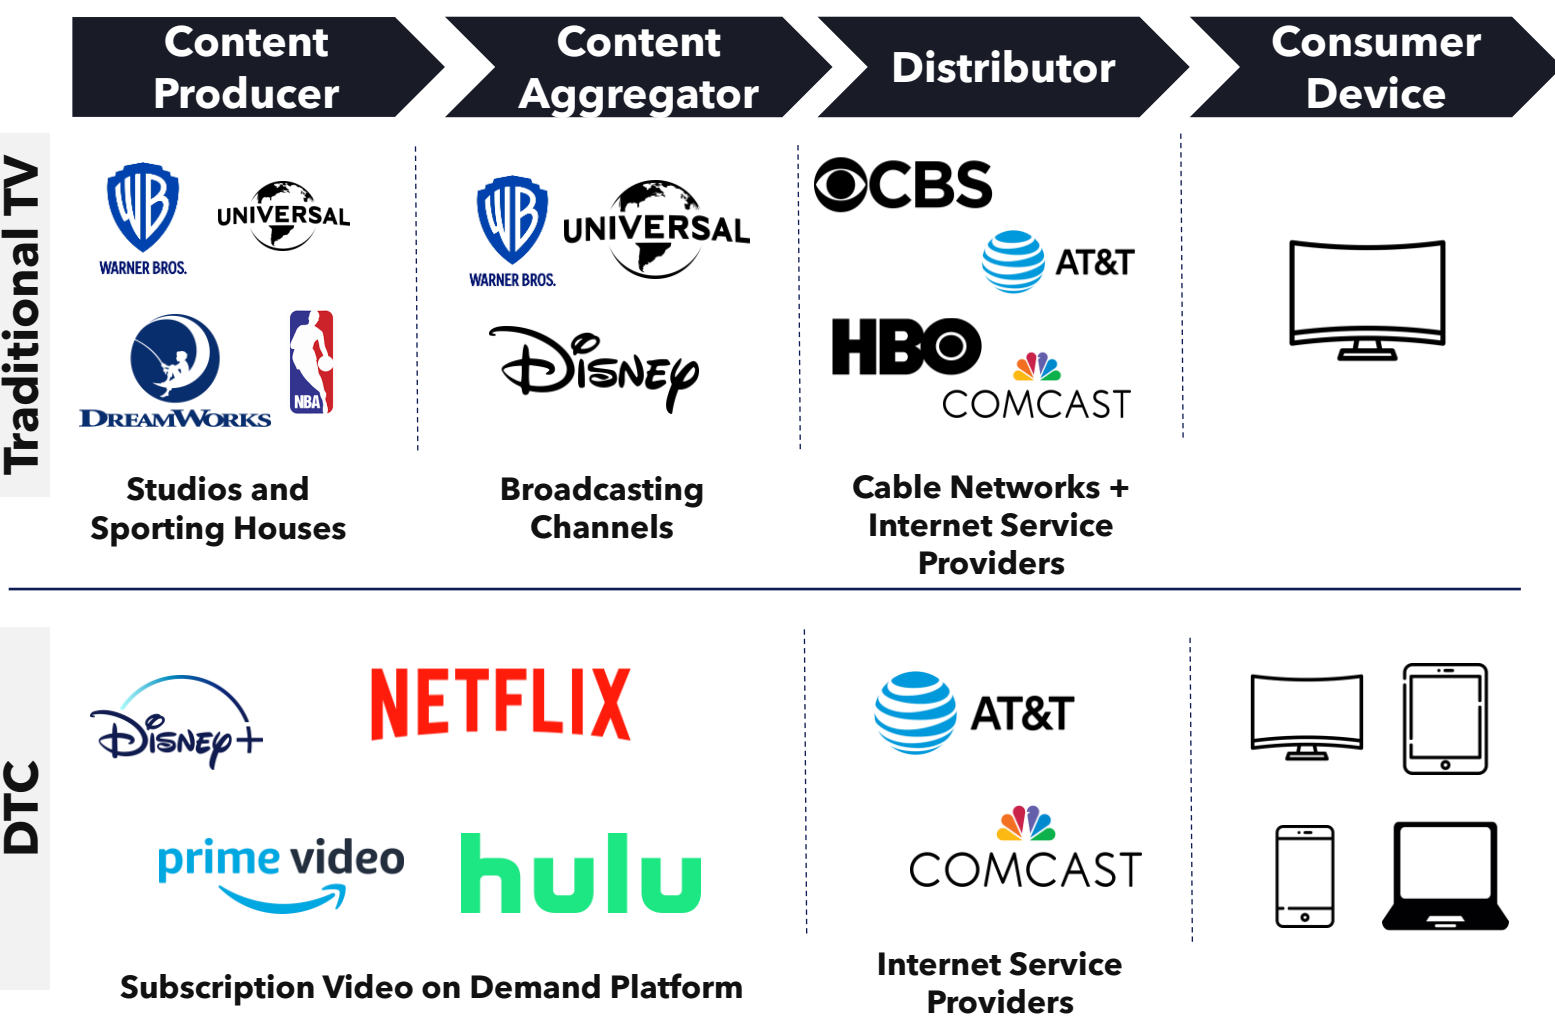 Content
Producer
Content
Aggregator
Distributor
Consumer
Device
Traditional TV
WB
WARNER BROS.
UNIVERSAL
DREAMWORKS
NBA
Studios and
Sporting Houses
WB
WARNER BROS.
UNIVERSAL
Disney
Broadcasting
Channels
CBS
AT&T
HBO
COMCAST
Cable Networks +
Internet Service
Providers
DTC
Disney+
NETFLIX
prime video
hulu
Subscription Video on Demand Platform
AT&T
COMCAST
Internet Service
Providers